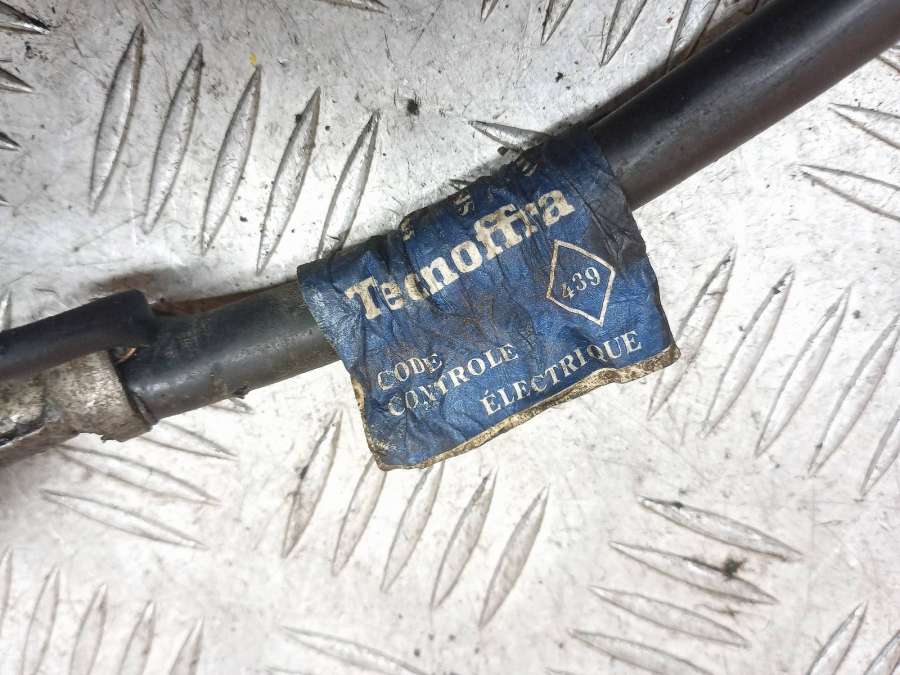 Tecnoffra
439
CODE
CONTROLE
ÉLECTRIQUE